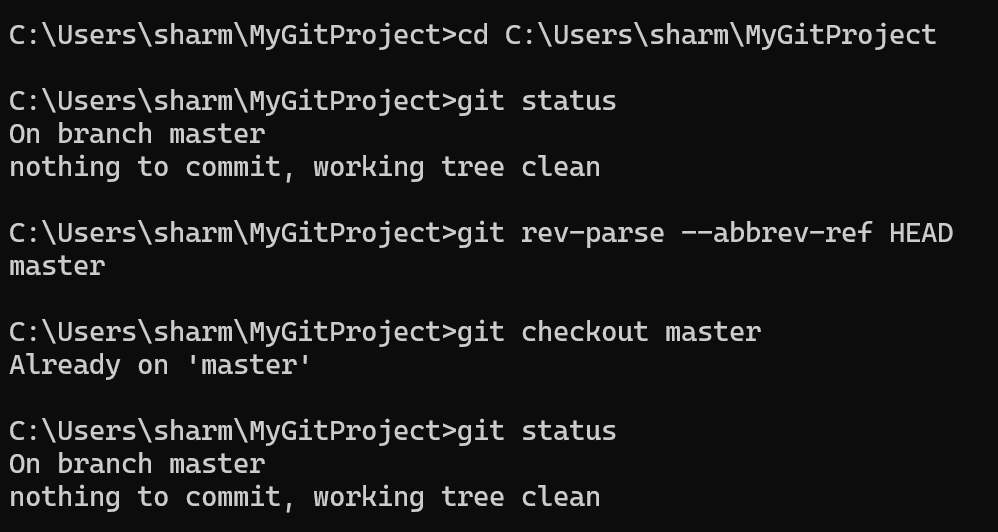 C:\Users\sharm\MyGitProject>cd C:\Users\sharm\MyGitProject
C:\Users\sharm\MyGitProject>git status
On branch master
nothing to commit, working tree clean
C:\Users\sharm\MyGitProject>git rev-parse --abbrev-ref HEAD
master
C:\Users\sharm\MyGitProject>git checkout master
Already on 'master'
C:\Users\sharm\MyGitProject>git status
On branch master
nothing to commit, working tree clean